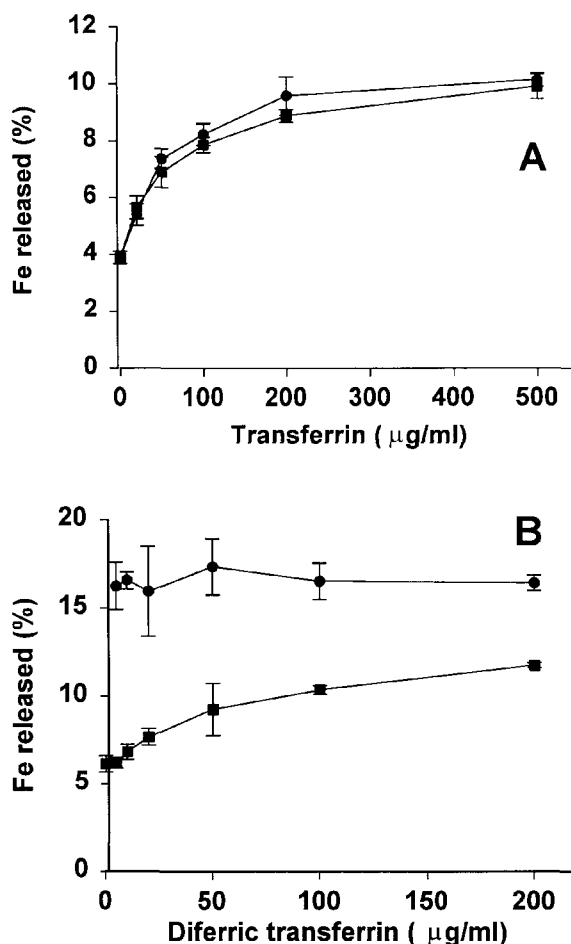 12
10
8
6
4
2
0
Fe released (%)
A
0 100 200 300 400 500
Transferrin ( μg/ml)
20
15
10
5
0
Fe released (%)
B
0 50 100 150 200
Diferric transferrin ( μg/ml)